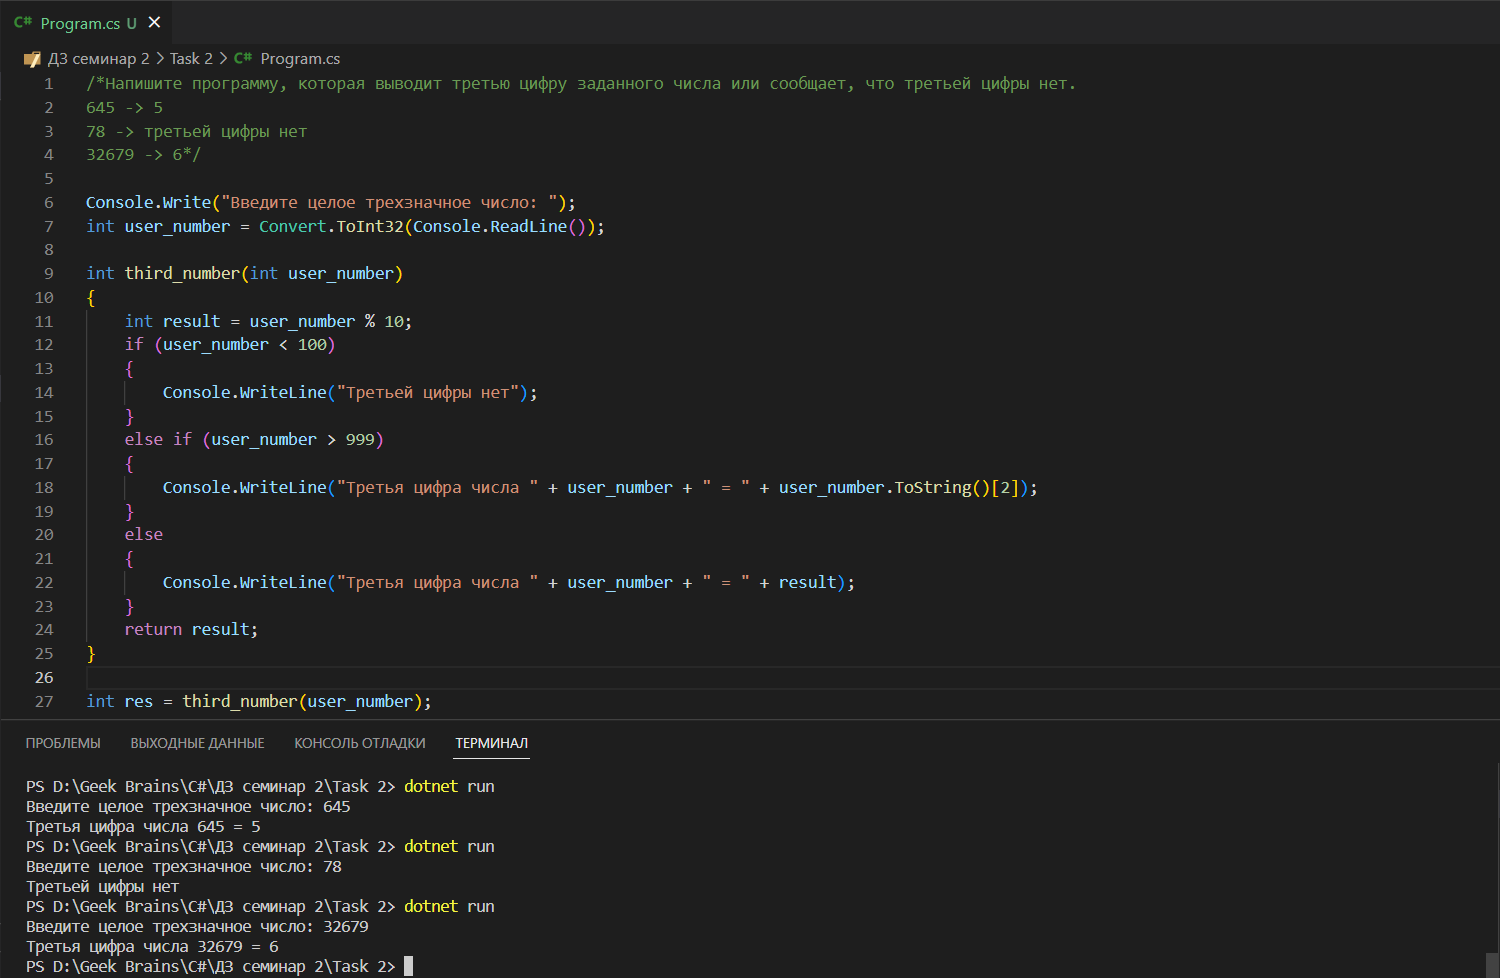 C# Program.cs U ×
ДЗ семинар 2 > Task 2 > C# Program.cs
1 /*Напишите программу, которая выводит третью цифру заданного числа или сообщает, что третьей цифры нет.
2 645 -> 5
3 78 -> третьей цифры нет
4 32679 -> 6*/
5
6 Console.Write("Введите целое трехзначное число: ");
7 int user_number = Convert.ToInt32(Console.ReadLine());
8
9 int third_number(int user_number)
10 {
11     int result = user_number % 10;
12     if (user_number < 100)
13     {
14         Console.WriteLine("Третьей цифры нет");
15     }
16     else if (user_number > 999)
17     {
18         Console.WriteLine("Третья цифра числа " + user_number + " = " + user_number.ToString()[2]);
19     }
20     else
21     {
22         Console.WriteLine("Третья цифра числа " + user_number + " = " + result);
23     }
24     return result;
25 }
26
27 int res = third_number(user_number);
ПРОБЛЕМЫ ВЫХОДНЫЕ ДАННЫЕ КОНСОЛЬ ОТЛАДКИ ТЕРМИНАЛ
PS D:\Geek Brains\C#\ДЗ семинар 2\Task 2> dotnet run
Введите целое трехзначное число: 645
Третья цифра числа 645 = 5
PS D:\Geek Brains\C#\ДЗ семинар 2\Task 2> dotnet run
Введите целое трехзначное число: 78
Третьей цифры нет
PS D:\Geek Brains\C#\ДЗ семинар 2\Task 2> dotnet run
Введите целое трехзначное число: 32679
Третья цифра числа 32679 = 6
PS D:\Geek Brains\C#\ДЗ семинар 2\Task 2>